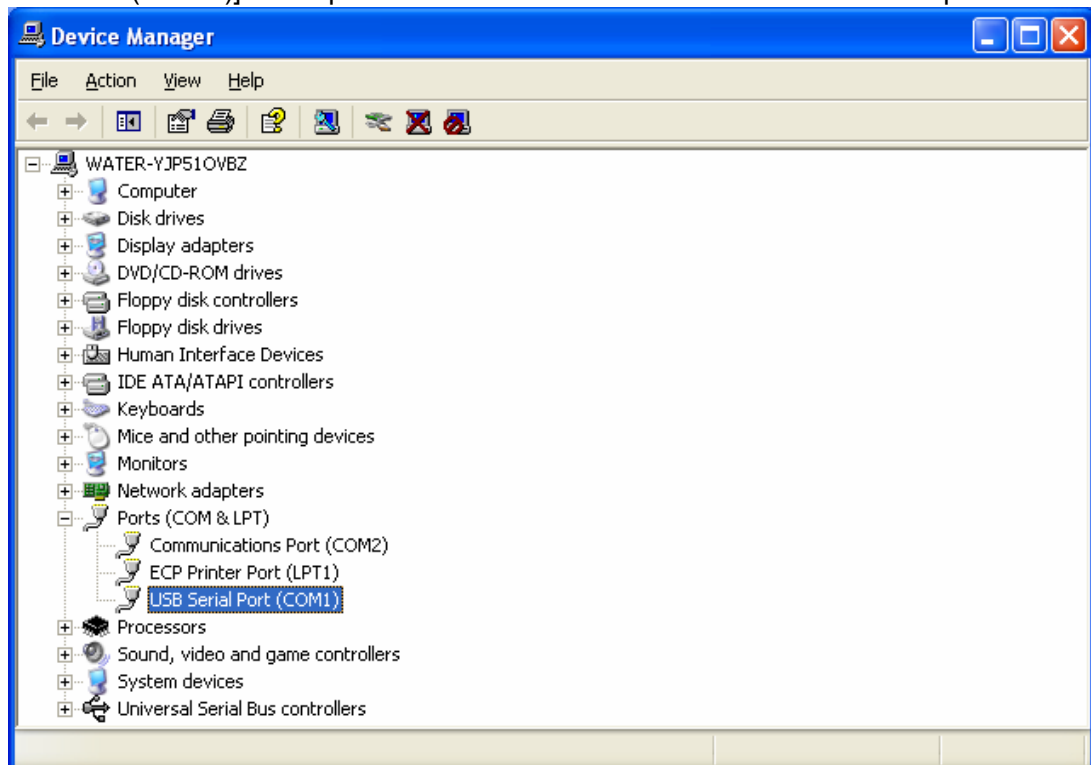 Device Manager
File Action View Help
WATER-YJP51OVBZ
Computer
Disk drives
Display adapters
DVD/CD-ROM drives
Floppy disk controllers
Floppy disk drives
Human Interface Devices
IDE ATA/ATAPI controllers
Keyboards
Mice and other pointing devices
Monitors
Network adapters
Ports (COM & LPT)
Communications Port (COM2)
ECP Printer Port (LPT1)
USB Serial Port (COM1)
Processors
Sound, video and game controllers
System devices
Universal Serial Bus controllers